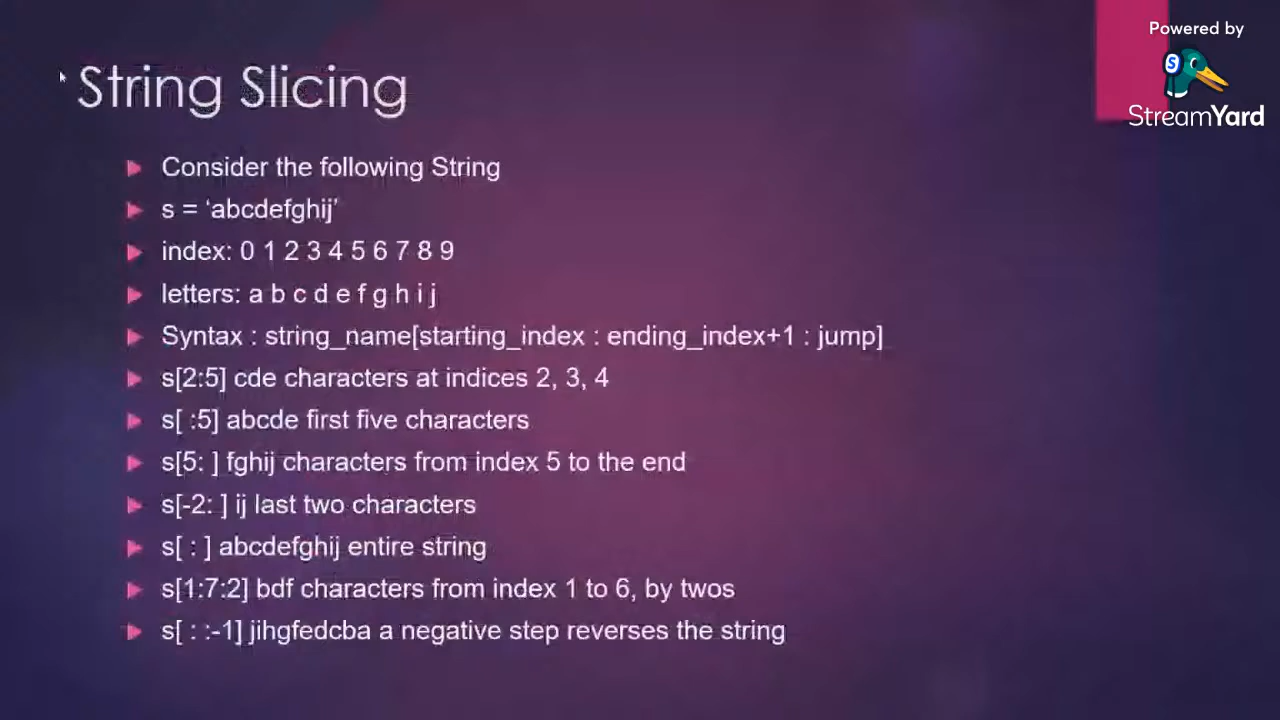 Powered by
S
StreamYard
String Slicing
Consider the following String
s = ‘abcdefghij’
index: 0 1 2 3 4 5 6 7 8 9
letters: a b c d e f g h i j
Syntax : string_name[starting_index : ending_index+1 : jump]
s[2:5] cde characters at indices 2, 3, 4
s[ :5] abcde first five characters
s[5: ] fghij characters from index 5 to the end
s[-2: ] ij last two characters
s[ : ] abcdefghij entire string
s[1:7:2] bdf characters from index 1 to 6, by twos
s[ : :-1] jihgfedcba a negative step reverses the string